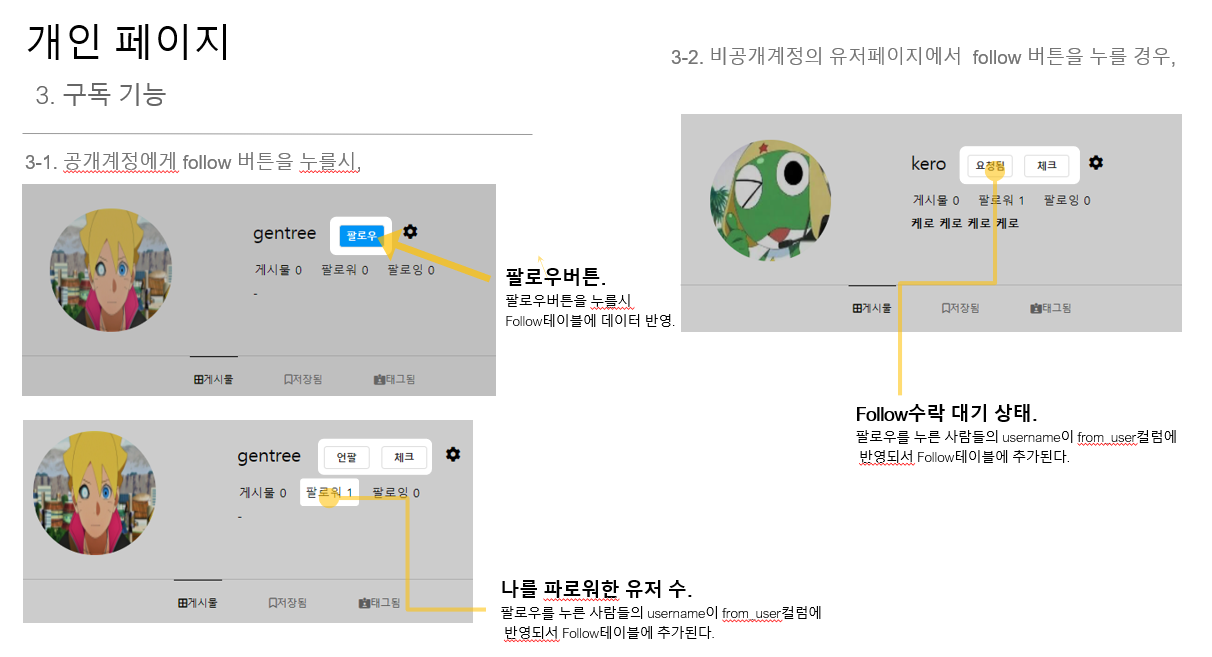 개인 페이지
3. 구독 기능
3-1. 공개계정에게 follow 버튼을 누를시,
gentree 팔로우
게시물 0 팔로워 0 팔로잉 0
-
게시물 저장됨 태그됨
팔로우버튼.
팔로우버튼을 누를시
Follow테이블에 데이터 반영.
gentree 언팔 체크
게시물 0 팔로워 1 팔로잉 0
-
게시물 저장됨 태그됨
나를 파로워한 유저 수.
팔로우를 누른 사람들의 username이 from_user컬럼에
반영되서 Follow테이블에 추가된다.
3-2. 비공개계정의 유저페이지에서 follow 버튼을 누를 경우,
kero 요청됨 체크
게시물 0 팔로워 1 팔로잉 0
케로 케로 케로 케로
게시물 저장됨 태그됨
Follow수락 대기 상태.
팔로우를 누른 사람들의 username이 from_user컬럼에
반영되서 Follow테이블에 추가된다.